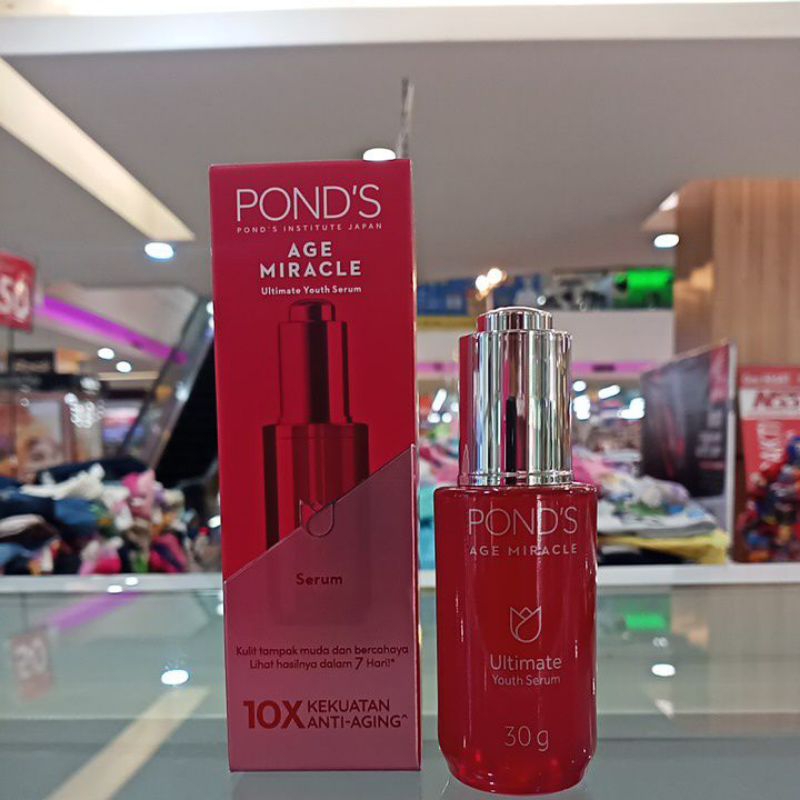 POND'S
POND'S INSTITUTE JAPAN
AGE
MIRACLE
Ultimate Youth Serum
Serum
Kulit tampak muda dan bercahaya
Lihat hasilnya dalam 7 Hari!*
10X KEKUATAN
ANTI-AGING^
POND'S
AGE MIRACLE
Ultimate
Youth Serum
30 g